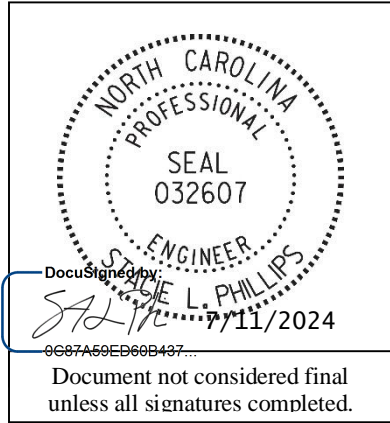 NORTH CAROLINA
PROFESSIONAL
SEAL
032607
ENGINEER
STACIE L. PHILLIPS
DocuSigned by:
7/11/2024
0C87A59ED60B437...
Document not considered final
unless all signatures completed.